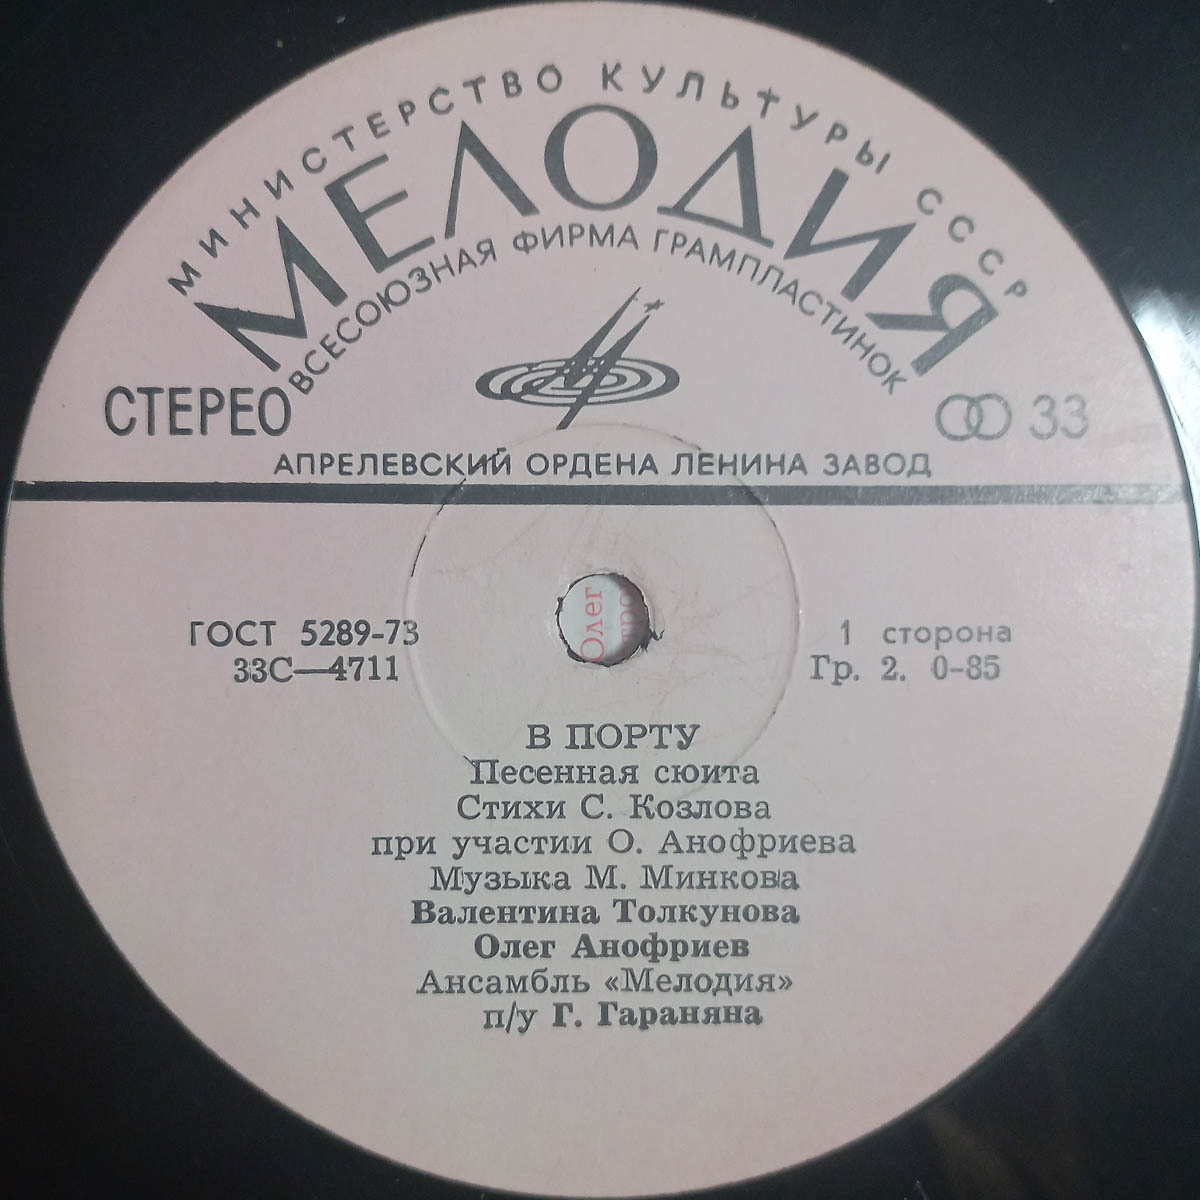 МИНИСТЕРСТВО КУЛЬТУРЫ СССР
МЕЛОДИЯ
ВСЕСОЮЗНАЯ ФИРМА ГРАМПЛАСТИНОК
СТЕРЕО
33
АПРЕЛЕВСКИЙ ОРДЕНА ЛЕНИНА ЗАВОД
ГОСТ 5289-73
33С—4711
1 сторона
Гр. 2. 0-85
Олег
тро
В ПОРТУ
Песенная сюита
Стихи С. Козлова
при участии О. Анофриева
Музыка М. Минкова
Валентина Толкунова
Олег Анофриев
Ансамбль «Мелодия»
п/у Г. Гараняна